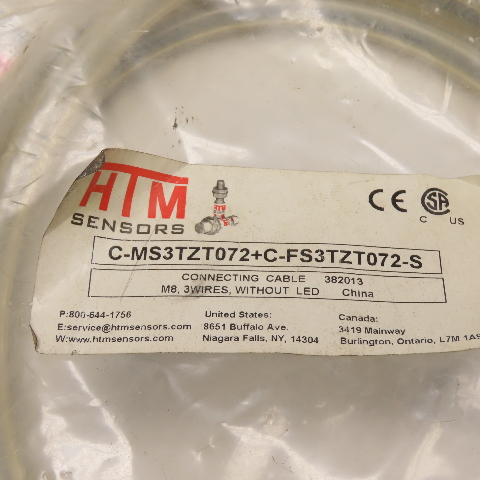 HTM
SENSORS
HTM
CE
SA
C US
C-MS3TZT072+C-FS3TZT072-S
CONNECTING CABLE 382013
M8, 3WIRES, WITHOUT LED China
P:800-644-1756
E:service@htmsensors.com
W:www.htmsensors.com
United States:
8651 Buffalo Ave.
Niagara Falls, NY, 14304
Canada:
3419 Mainway
Burlington, Ontario, L7M 1A9